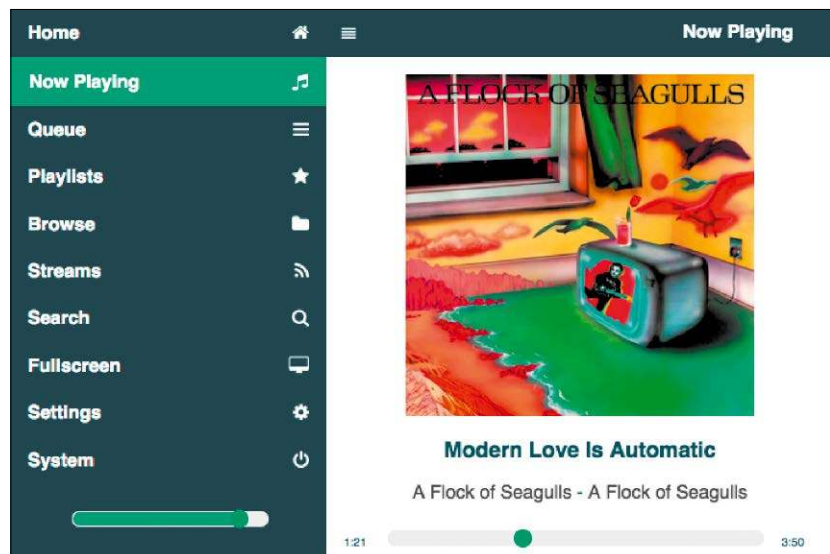 Home
Now Playing
Queue
Playlists
Browse
Streams
Search
Fullscreen
Settings
System
Now Playing
A FLOCK OF SEAGULLS
Modern Love Is Automatic
A Flock of Seagulls - A Flock of Seagulls
1:21
3:50